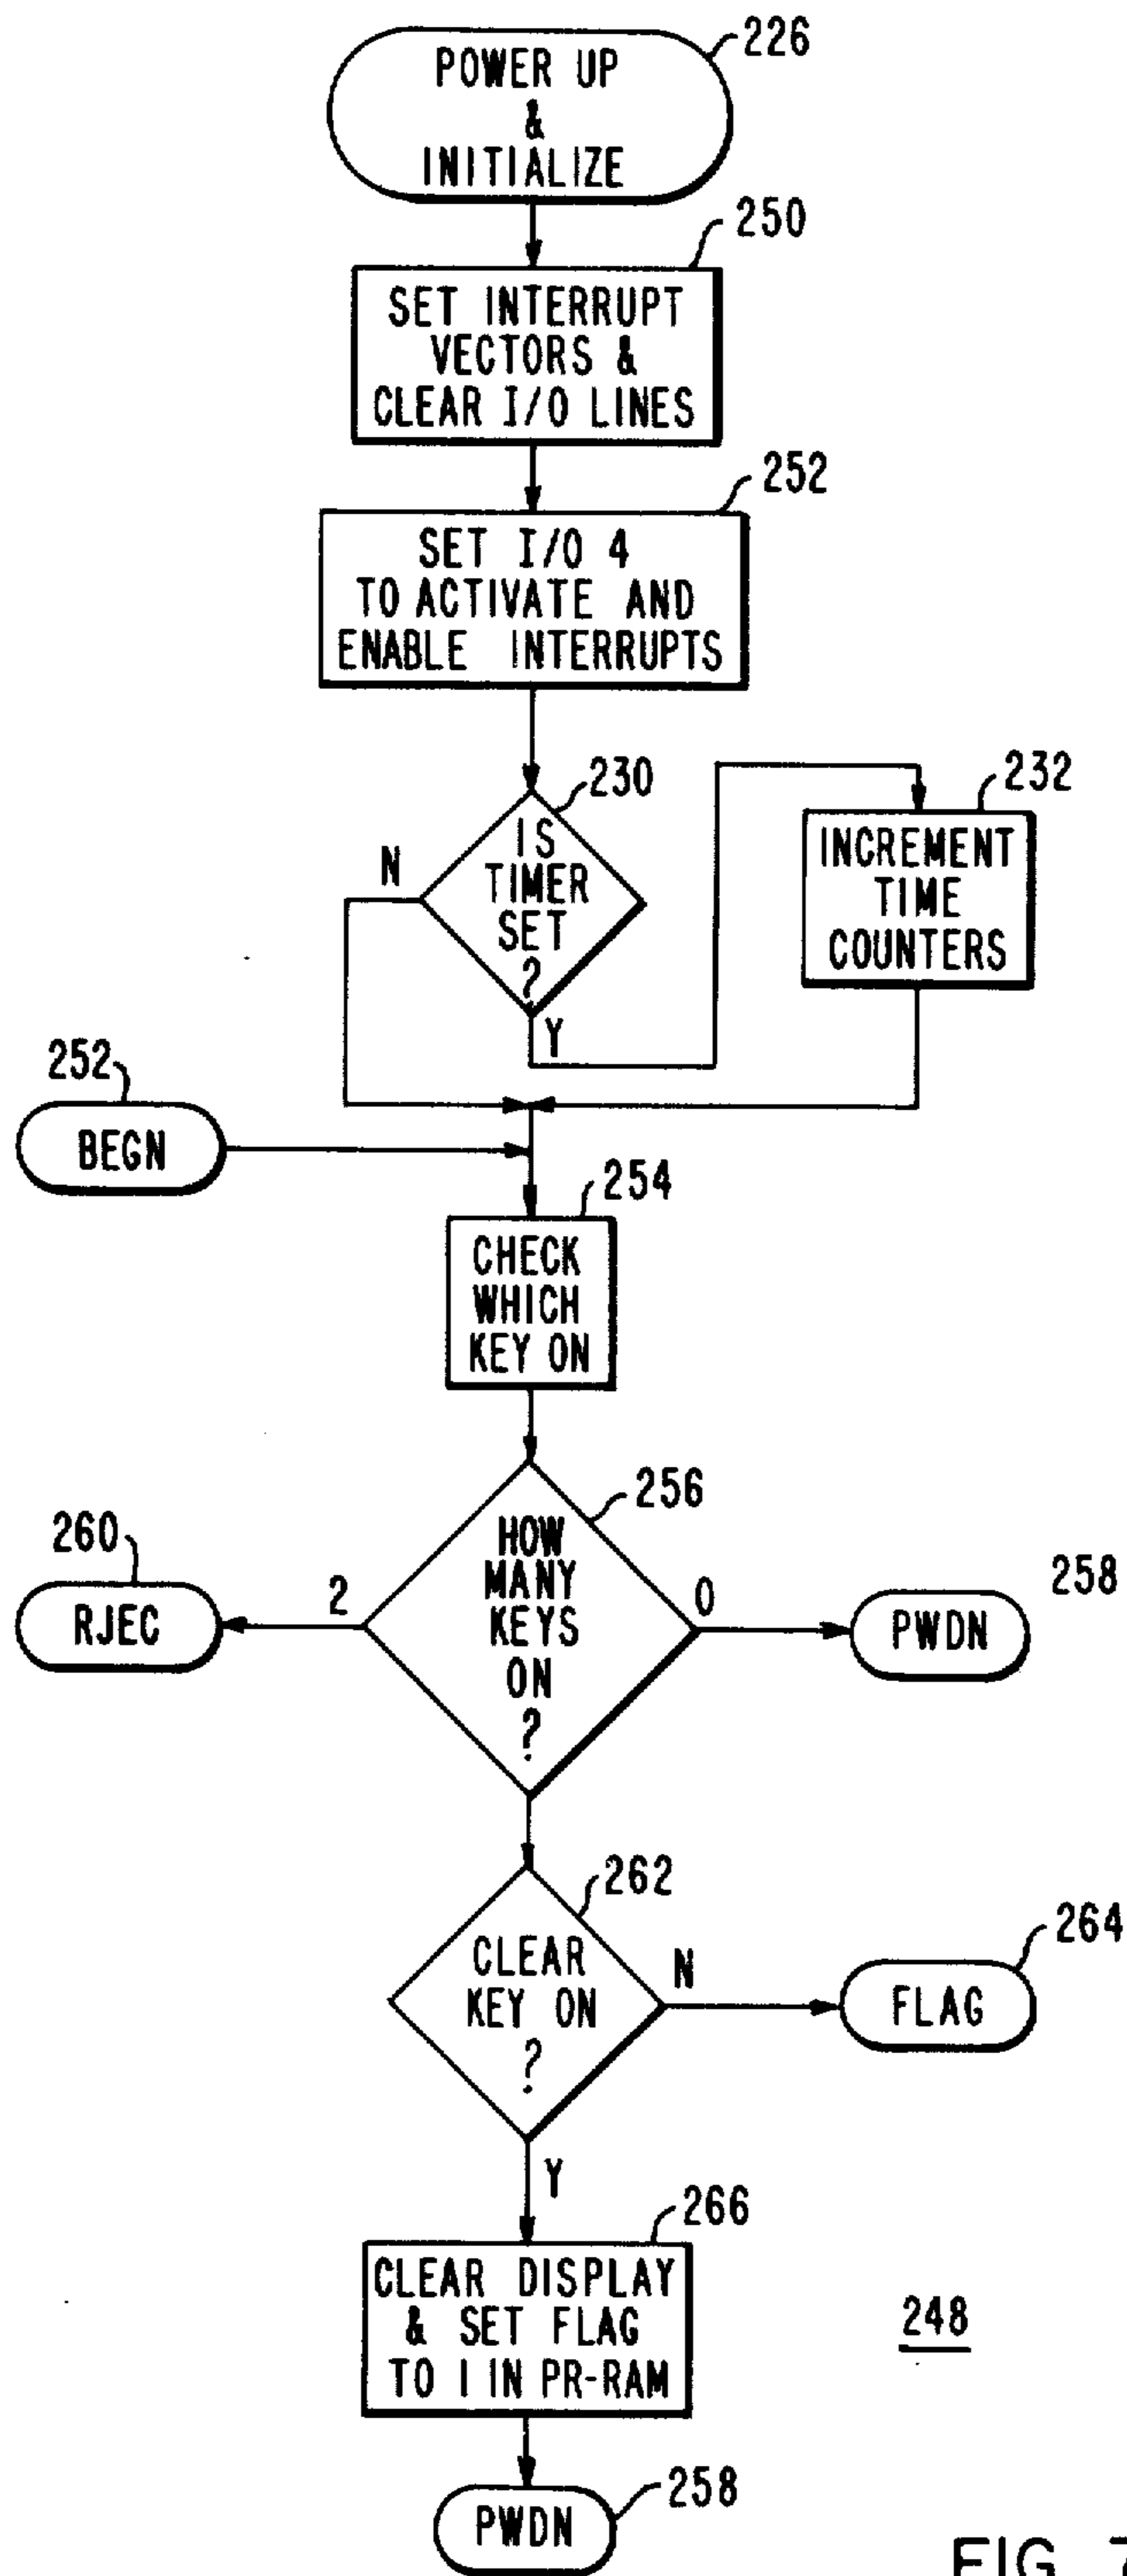 226
POWER UP
&
INITIALIZE
250
SET INTERRUPT
VECTORS &
CLEAR I/O LINES
252
SET I/O 4
TO ACTIVATE AND
ENABLE INTERRUPTS
230
IS
TIMER
SET
?
N
Y
232
INCREMENT
TIME
COUNTERS
252
BEGN
254
CHECK
WHICH
KEY ON
256
HOW
MANY
KEYS
ON
?
260
RJEC
2
0
258
PWDN
262
CLEAR
KEY ON
?
N
264
FLAG
Y
266
CLEAR DISPLAY
& SET FLAG
TO 1 IN PR-RAM
248
258
PWDN
FIG. 7